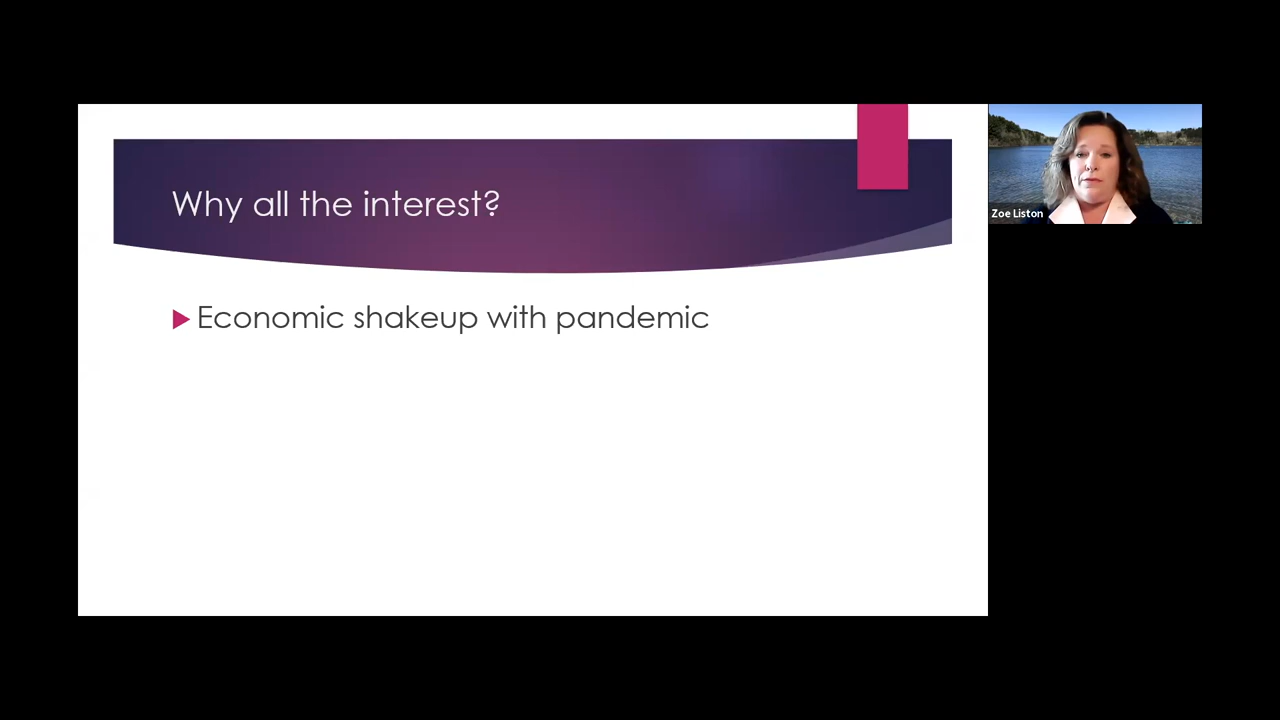 Why all the interest?
Economic shakeup with pandemic
Zoe Liston